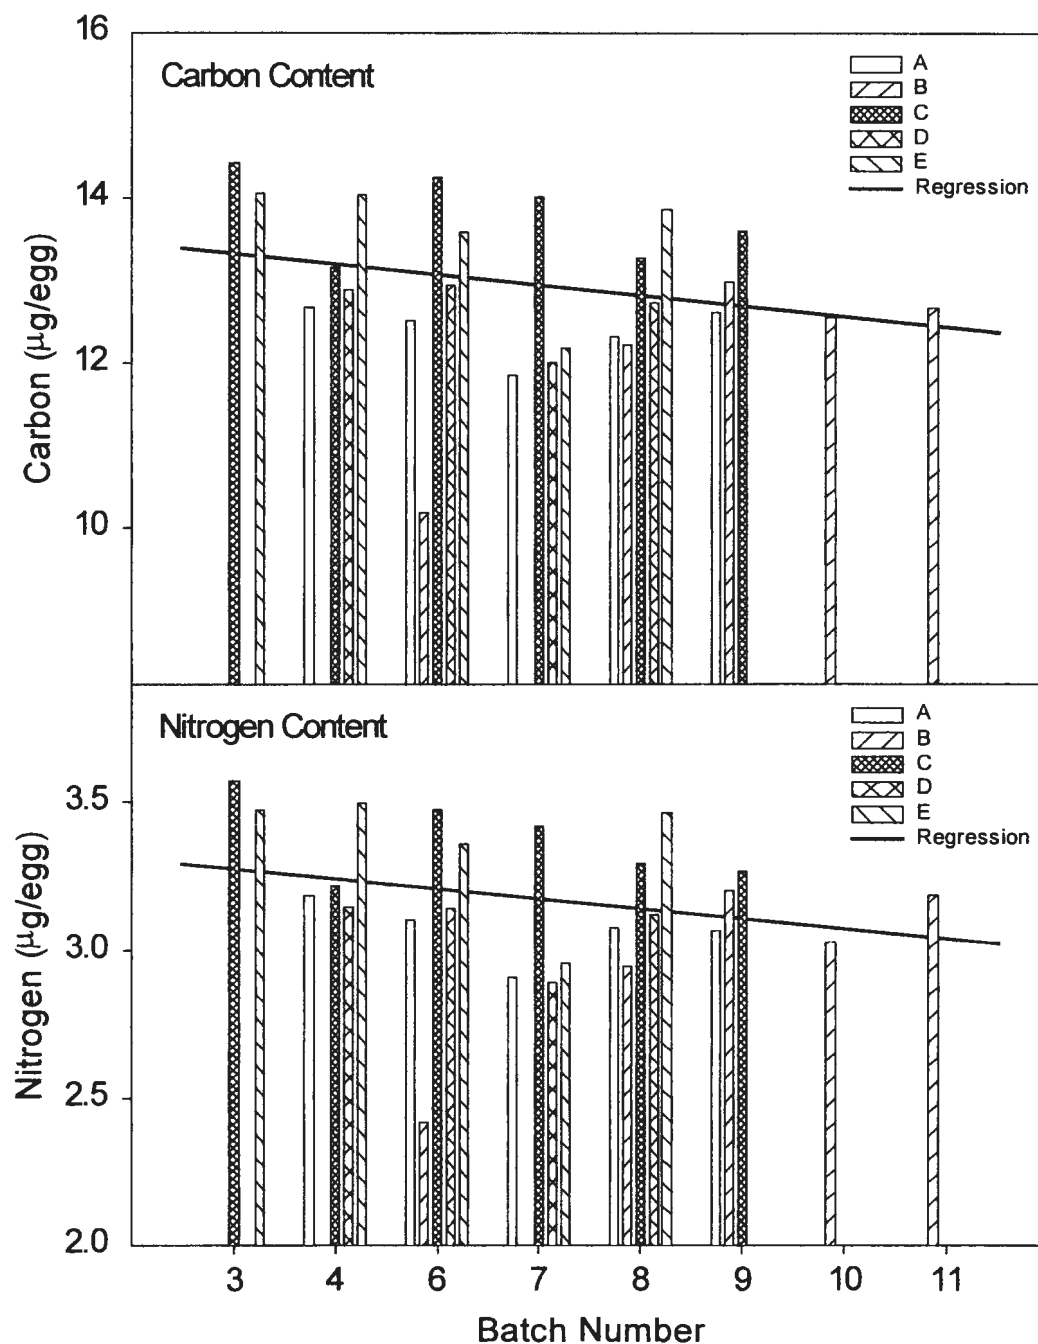 16
Carbon Content
A
B
C
D
E
Regression
14
12
10
Carbon (μg/egg)
Nitrogen Content
A
B
C
D
E
Regression
3.5
3.0
2.5
2.0
Nitrogen (μg/egg)
3 4 6 7 8 9 10 11
Batch Number